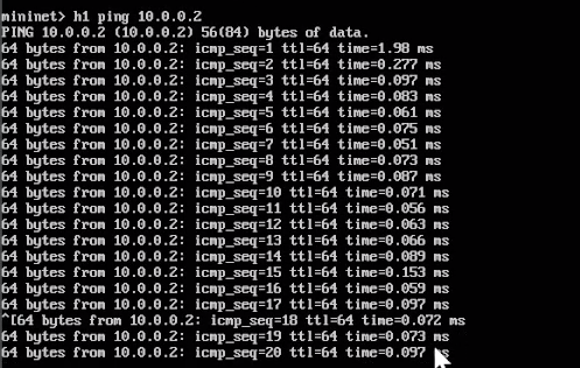 mininet> h1 ping 10.0.0.2
PING 10.0.0.2 (10.0.0.2) 56(84) bytes of data.
64 bytes from 10.0.0.2: icmp_seq=1 ttl=64 time=1.98 ms
64 bytes from 10.0.0.2: icmp_seq=2 ttl=64 time=0.277 ms
64 bytes from 10.0.0.2: icmp_seq=3 ttl=64 time=0.097 ms
64 bytes from 10.0.0.2: icmp_seq=4 ttl=64 time=0.083 ms
64 bytes from 10.0.0.2: icmp_seq=5 ttl=64 time=0.061 ms
64 bytes from 10.0.0.2: icmp_seq=6 ttl=64 time=0.075 ms
64 bytes from 10.0.0.2: icmp_seq=7 ttl=64 time=0.051 ms
64 bytes from 10.0.0.2: icmp_seq=8 ttl=64 time=0.073 ms
64 bytes from 10.0.0.2: icmp_seq=9 ttl=64 time=0.087 ms
64 bytes from 10.0.0.2: icmp_seq=10 ttl=64 time=0.071 ms
64 bytes from 10.0.0.2: icmp_seq=11 ttl=64 time=0.056 ms
64 bytes from 10.0.0.2: icmp_seq=12 ttl=64 time=0.063 ms
64 bytes from 10.0.0.2: icmp_seq=13 ttl=64 time=0.066 ms
64 bytes from 10.0.0.2: icmp_seq=14 ttl=64 time=0.089 ms
64 bytes from 10.0.0.2: icmp_seq=15 ttl=64 time=0.153 ms
64 bytes from 10.0.0.2: icmp_seq=16 ttl=64 time=0.059 ms
64 bytes from 10.0.0.2: icmp_seq=17 ttl=64 time=0.097 ms
^[64 bytes from 10.0.0.2: icmp_seq=18 ttl=64 time=0.072 ms
64 bytes from 10.0.0.2: icmp_seq=19 ttl=64 time=0.073 ms
64 bytes from 10.0.0.2: icmp_seq=20 ttl=64 time=0.097 ms